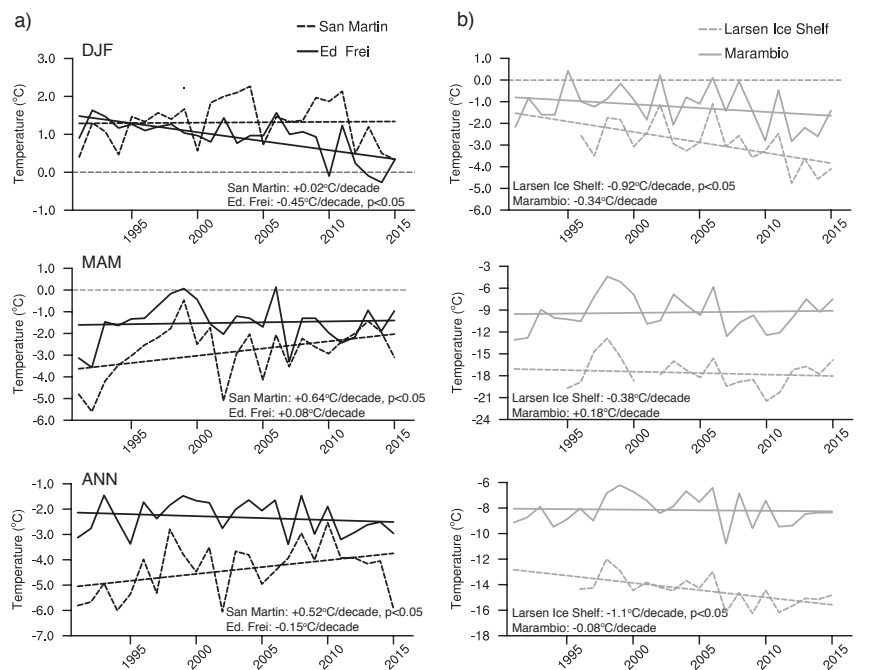 a)
San Martin
Ed Frei
DJF
Temperature (°C)
3.0
2.0
1.0
0.0
-1.0
San Martin: +0.02°C/decade
Ed. Frei: -0.45°C/decade, p<0.05
1995
2000
2005
2010
2015
MAM
Temperature (°C)
1.0
0.0
-1.0
-2.0
-3.0
-4.0
-5.0
-6.0
San Martin: +0.64°C/decade, p<0.05
Ed. Frei: +0.08°C/decade
1995
2000
2005
2010
2015
ANN
Temperature (°C)
-1.0
-2.0
-3.0
-4.0
-5.0
-6.0
-7.0
San Martin: +0.52°C/decade, p<0.05
Ed. Frei: -0.15°C/decade
1995
2000
2005
2010
2015
b)
Larsen Ice Shelf
Marambio
Temperature (°C)
1.0
0.0
-1.0
-2.0
-3.0
-4.0
-5.0
-6.0
Larsen Ice Shelf: -0.92°C/decade, p<0.05
Marambio: -0.34°C/decade
1995
2000
2005
2010
2015
Temperature (°C)
-3
-6
-9
-12
-15
-18
-21
-24
Larsen Ice Shelf: -0.38°C/decade
Marambio: +0.18°C/decade
1995
2000
2005
2010
2015
Temperature (°C)
-6
-8
-10
-12
-14
-16
-18
Larsen Ice Shelf: -1.1°C/decade, p<0.05
Marambio: -0.08°C/decade
1995
2000
2005
2010
2015